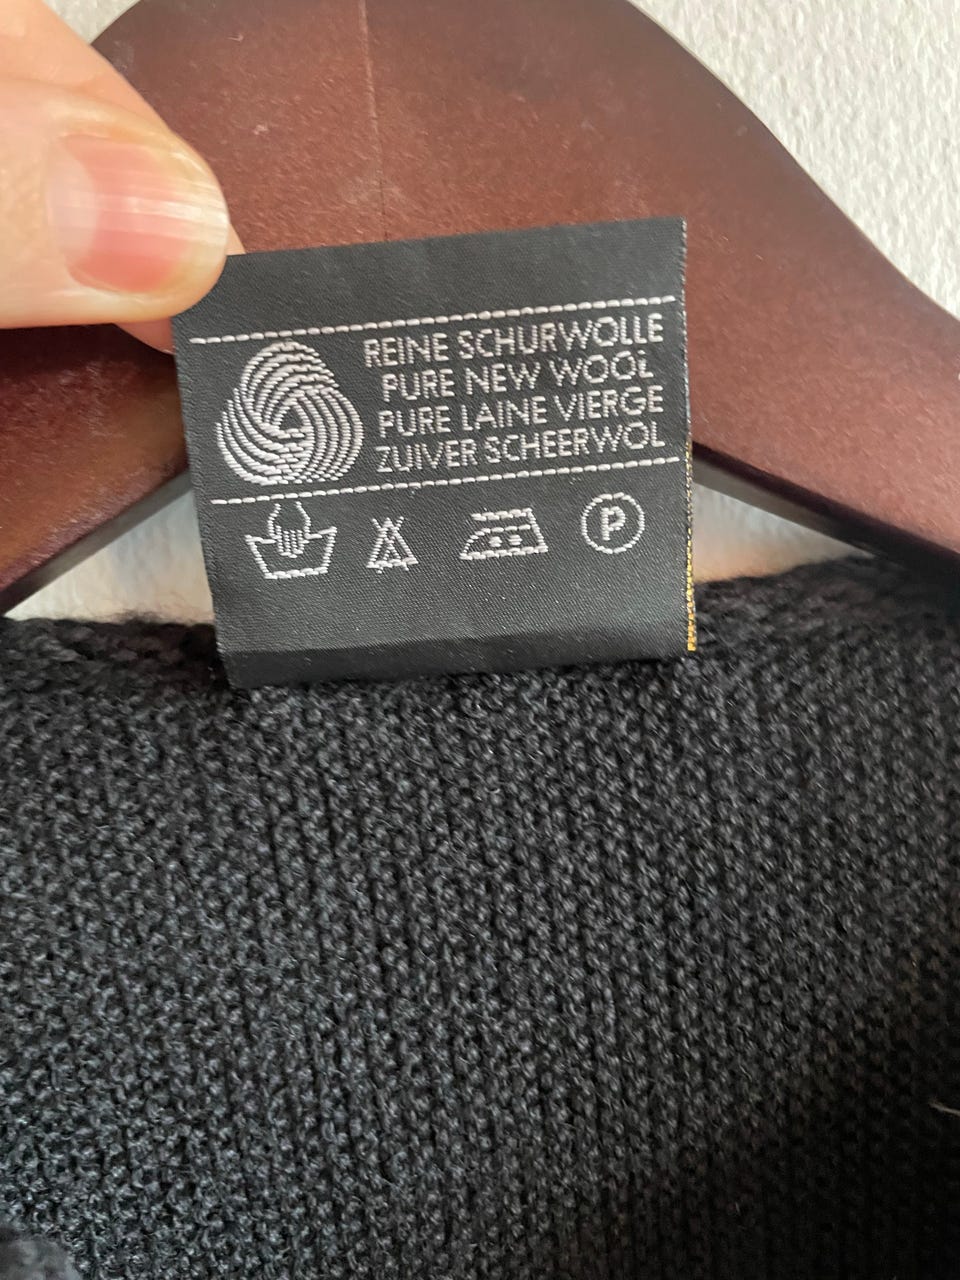 REINE SCHURWOLLE
PURE NEW WOOL
PURE LAINE VIERGE
ZUIVER SCHEERWOL
P